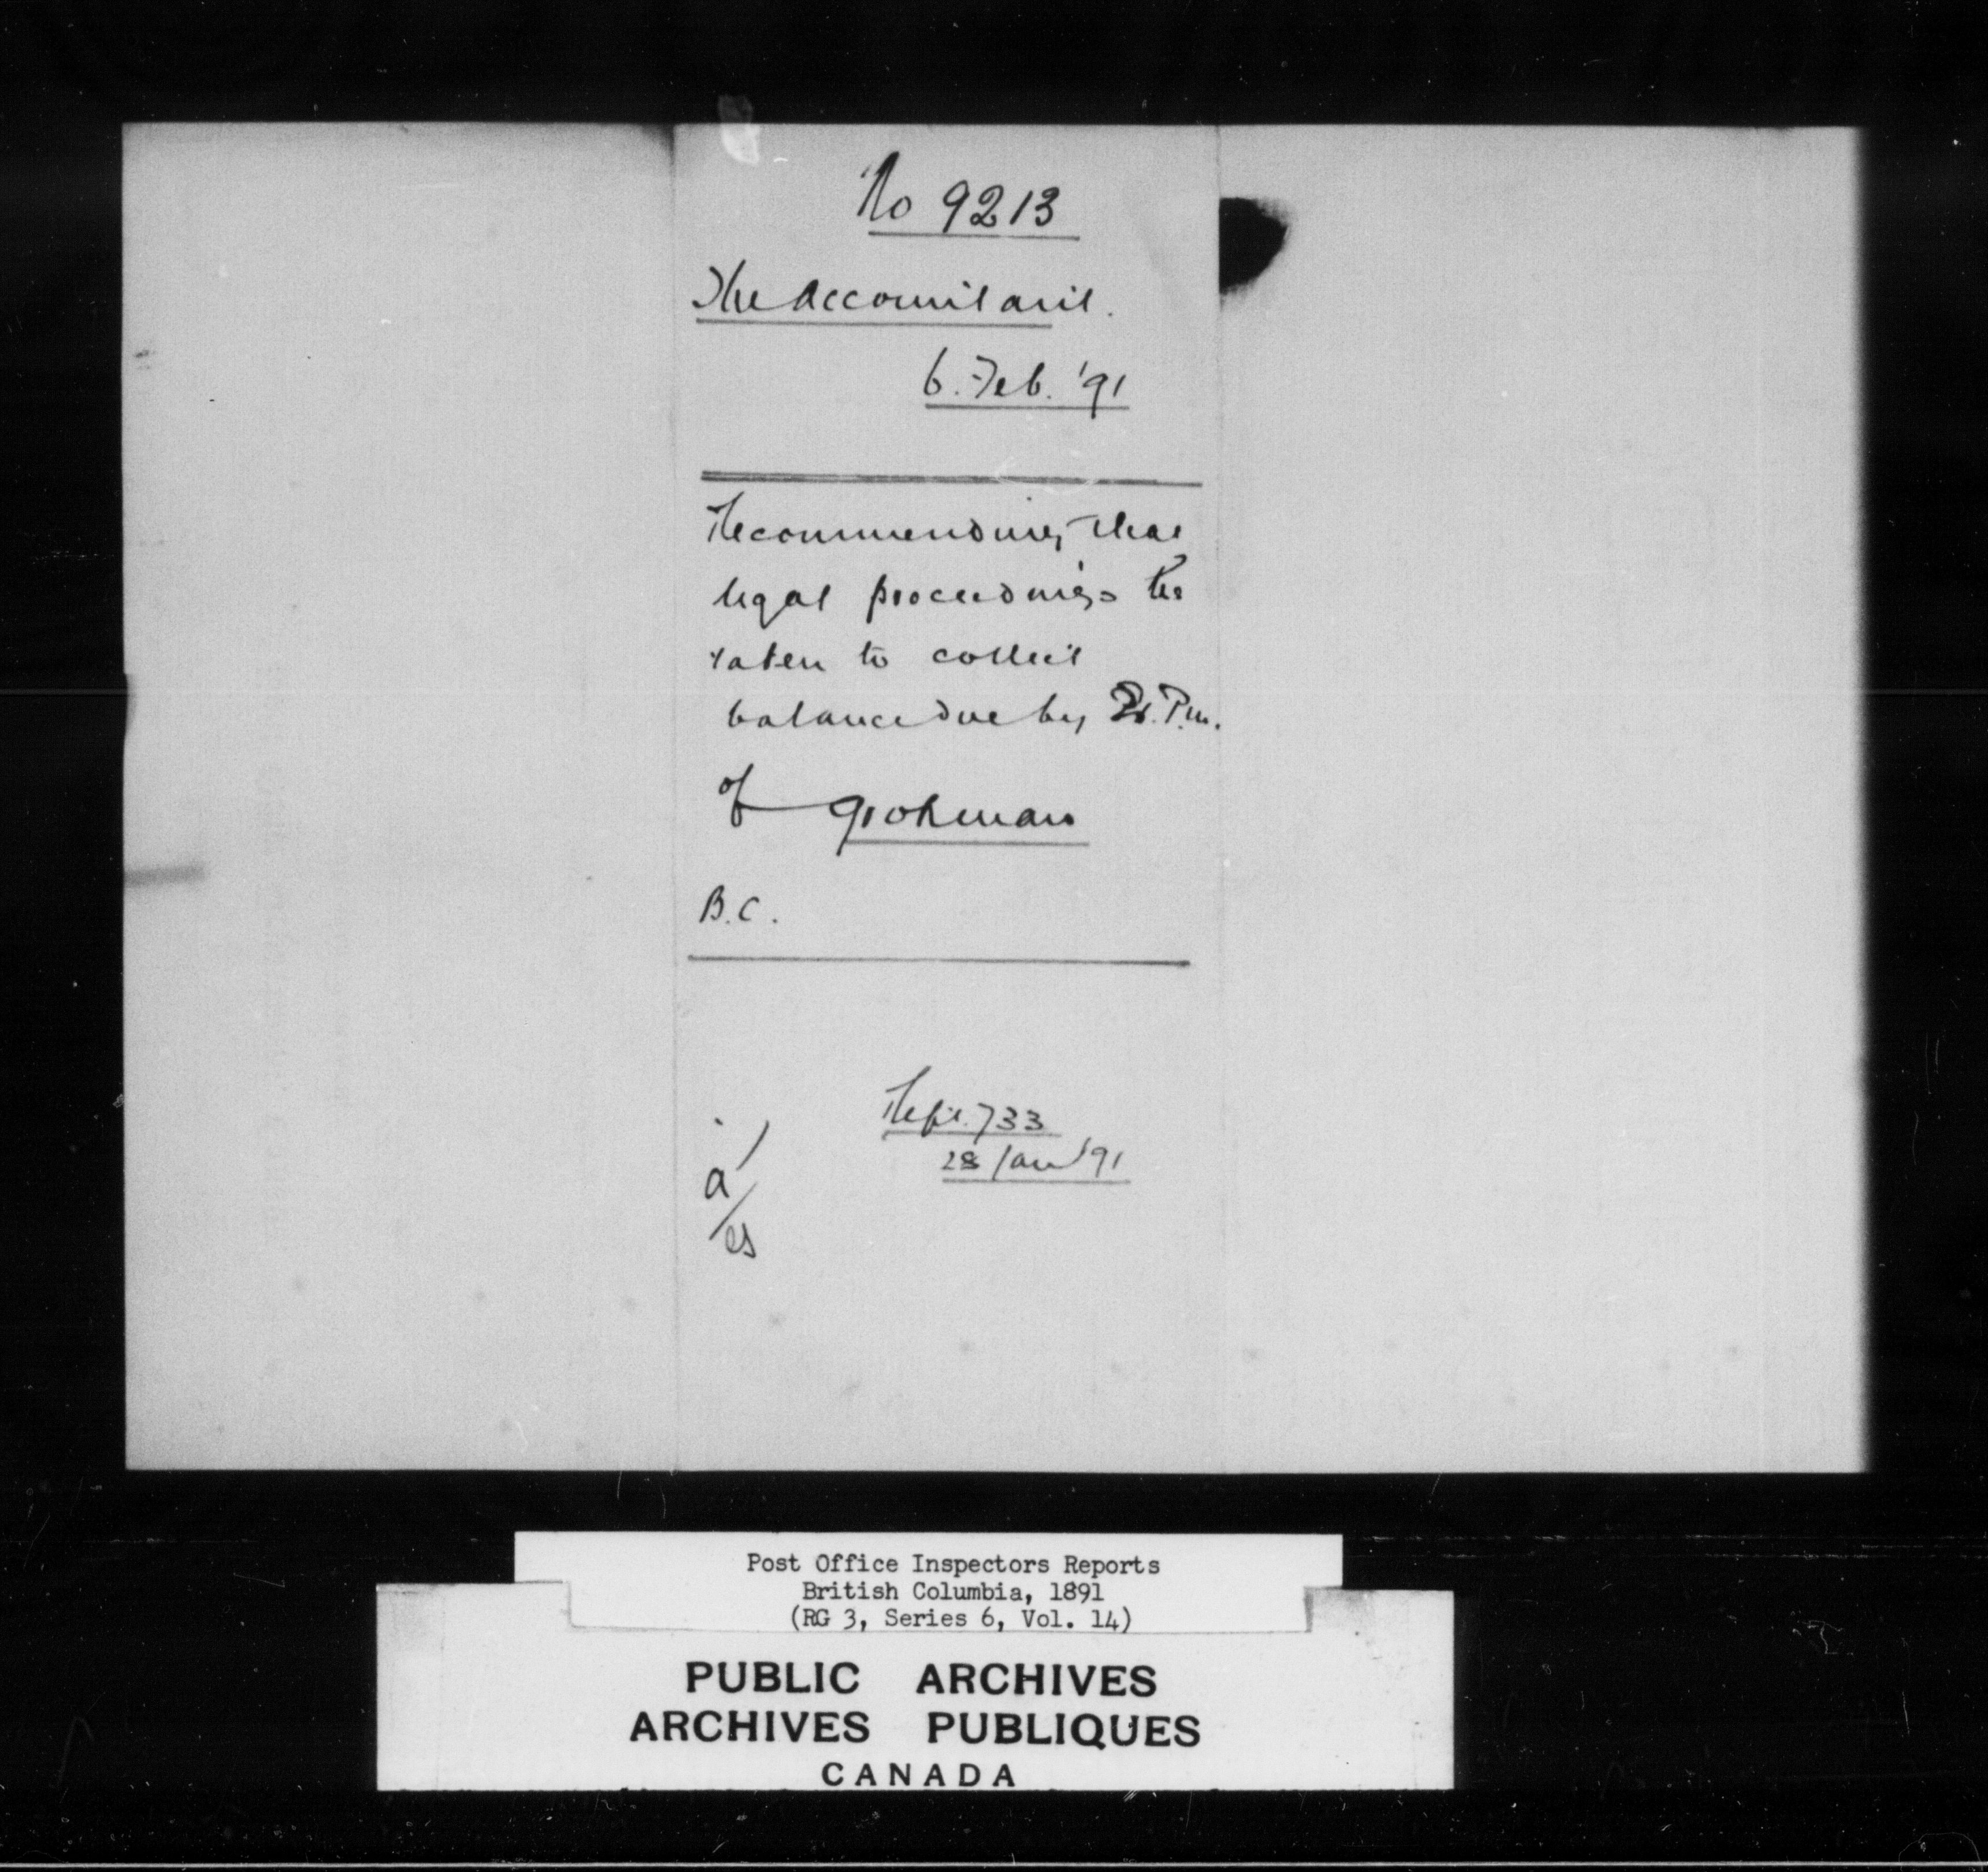 No 9213
The Accountant.
6. Feb. '91
Recommending that
legal proceedings be
taken to collect
balance due by P.M.
of Grohman
B.C.
Rept. 733
28 Jan '91
a/cs
Post Office Inspectors Reports
British Columbia, 1891
(RG 3, Series 6, Vol. 14)
PUBLIC ARCHIVES
ARCHIVES PUBLIQUES
CANADA